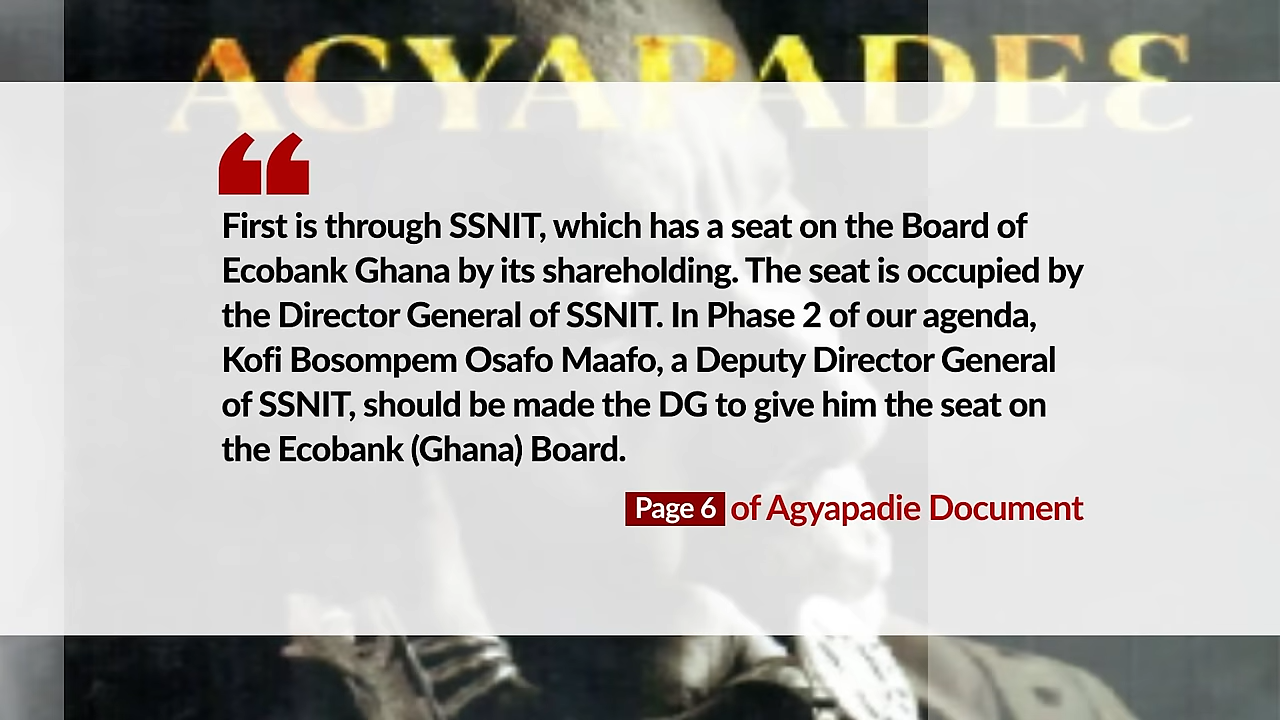 AGYAPADƐ
“
First is through SSNIT, which has a seat on the Board of
Ecobank Ghana by its shareholding. The seat is occupied by
the Director General of SSNIT. In Phase 2 of our agenda,
Kofi Bosompem Osafo Maafo, a Deputy Director General
of SSNIT, should be made the DG to give him the seat on
the Ecobank (Ghana) Board.
Page 6 of Agyapadie Document